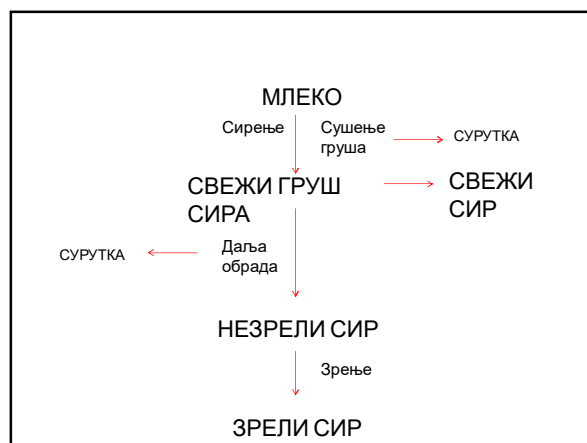 МЛЕКО
Сирење
Сушење
груша
СУРУТКА
СВЕЖИ ГРУШ
СИРА
СВЕЖИ
СИР
СУРУТКА
Даља
обрада
НЕЗРЕЛИ СИР
Зрење
ЗРЕЛИ СИР